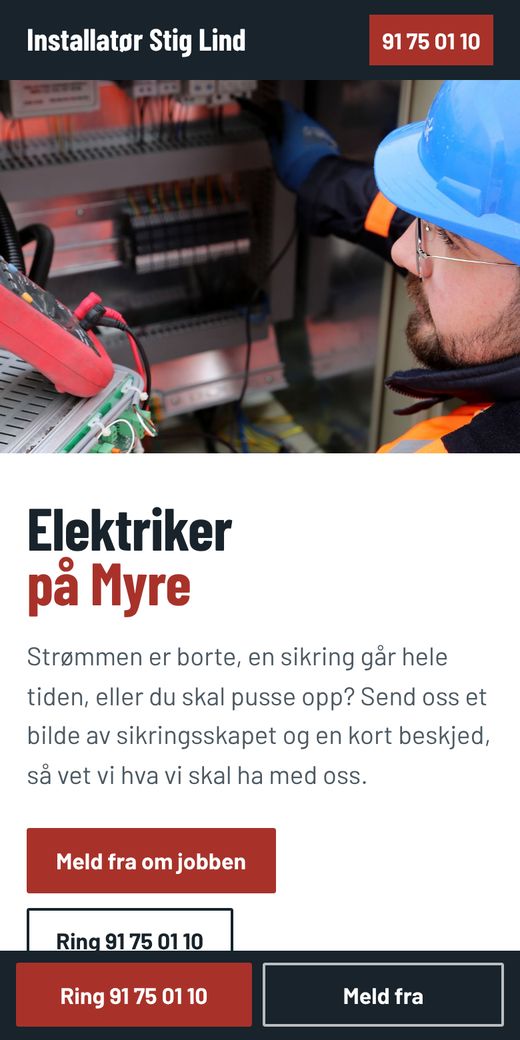 Installatør Stig Lind
91 75 01 10
Elektriker
på Myre
Strømmen er borte, en sikring går hele
tiden, eller du skal pusse opp? Send oss et
bilde av sikringsskapet og en kort beskjed,
så vet vi hva vi skal ha med oss.
Meld fra om jobben
Ring 91 75 01 10
Ring 91 75 01 10
Meld fra